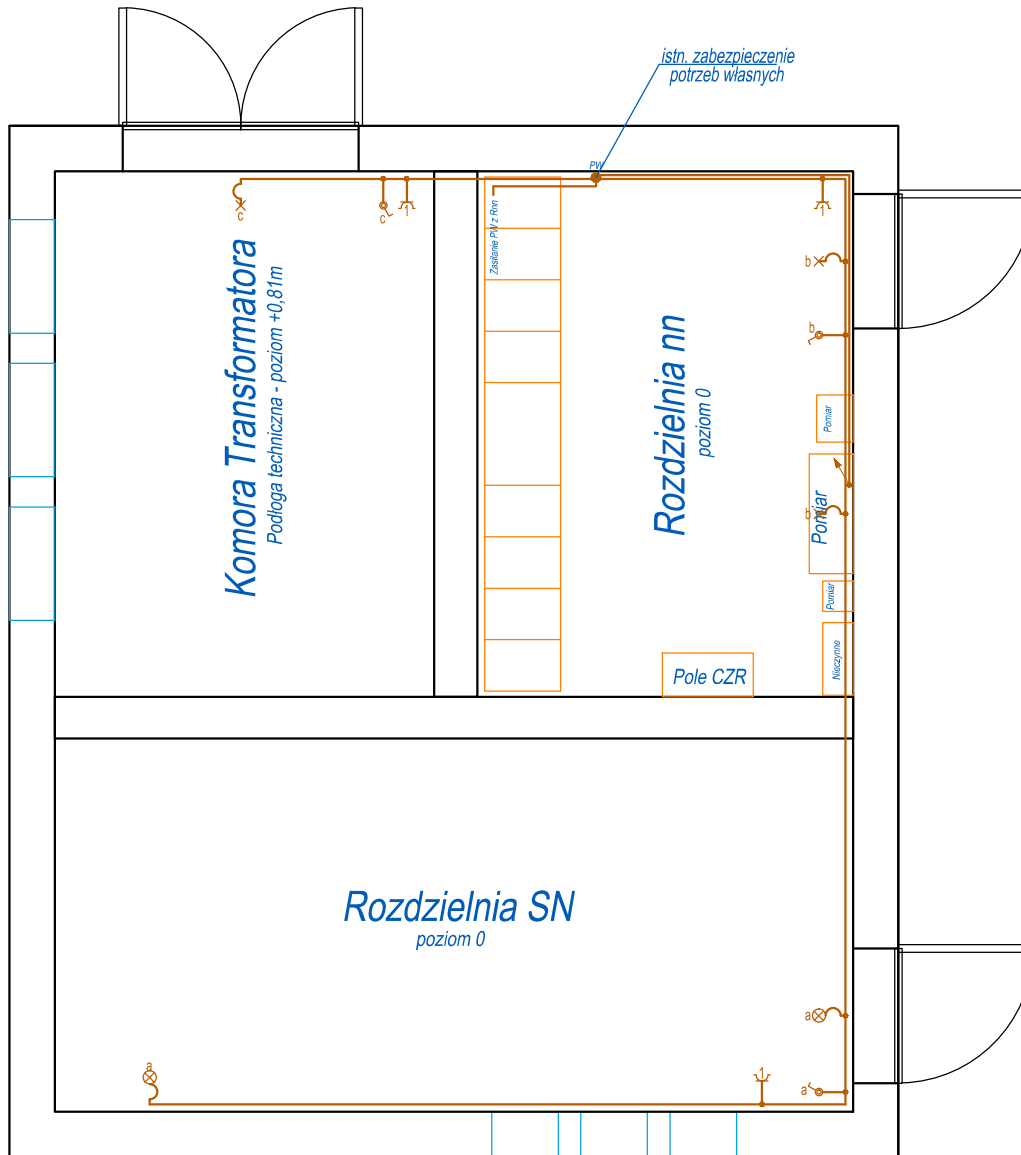 istn. zabezpieczenie
potrzeb własnych
PW
c
c
1
1
Zasilanie PW z Rnn
b
b
Komora Transformatora
Podłoga techniczna - poziom +0,81m
Rozdzielnia nn
poziom 0
Pomiar
b
Pomiar
Pomiar
Nieczynne
Pole CZR
Rozdzielnia SN
poziom 0
a
a
1
a